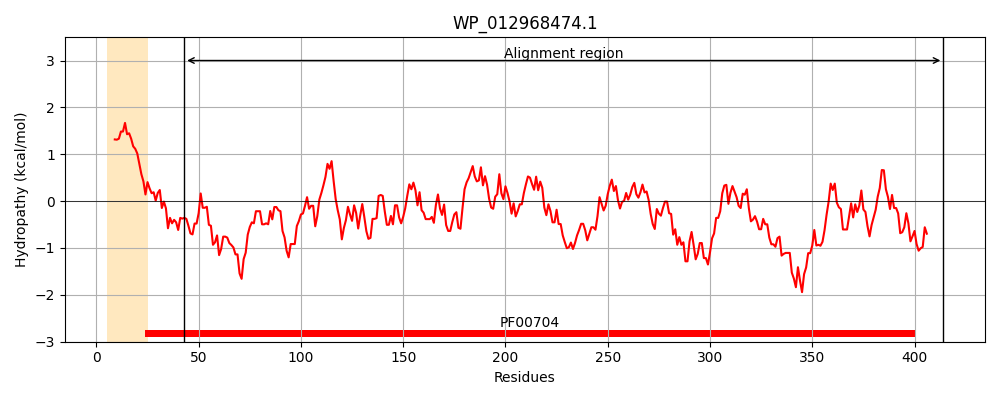 WP_012968474.1
Alignment region
3
2
1
0
−1
−2
−3
Hydropathy (kcal/mol)
PF00704
0 50 100 150 200 250 300 350 400
Residues